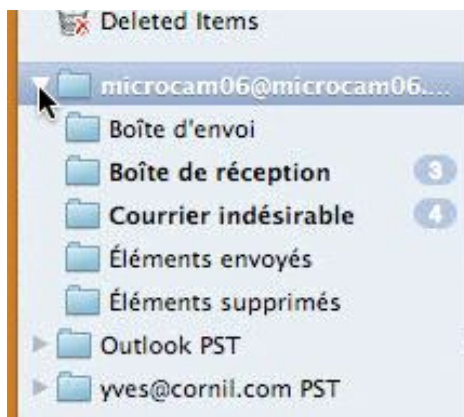 Deleted Items
microcam06@microcam06....
Boîte d'envoi
Boîte de réception 3
Courrier indésirable 4
Éléments envoyés
Éléments supprimés
Outlook PST
yves@cornil.com PST